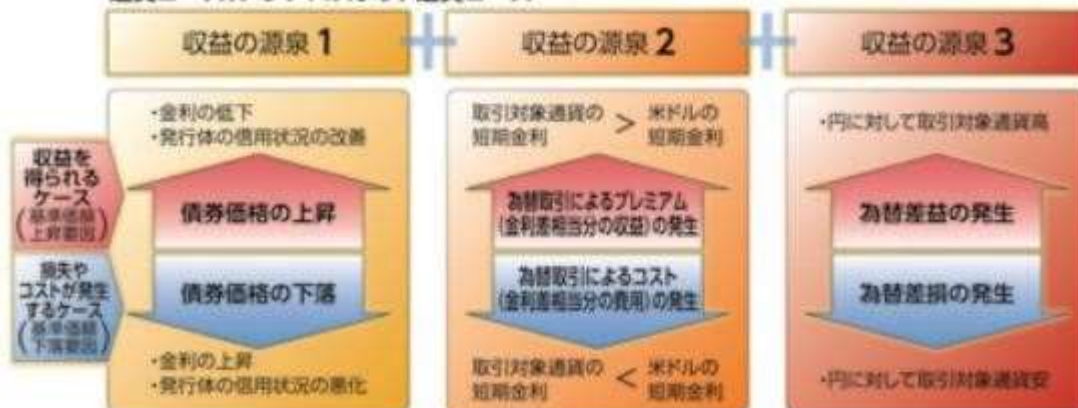 収益の源泉1
+
収益の源泉2
+
収益の源泉3
収益を
得られる
ケース
(基準価額
上昇要因)
損失や
コストが発生
するケース
(基準価額
下落要因)
・金利の低下
・発行体の信用状況の改善
債券価格の上昇
債券価格の下落
・金利の上昇
・発行体の信用状況の悪化
取引対象通貨の
短期金利
>
米ドルの
短期金利
為替取引によるプレミアム
(金利差相当分の収益)の発生
為替取引によるコスト
(金利差相当分の費用)の発生
取引対象通貨の
短期金利
<
米ドルの
短期金利
・円に対して取引対象通貨高
為替差益の発生
為替差損の発生
・円に対して取引対象通貨安